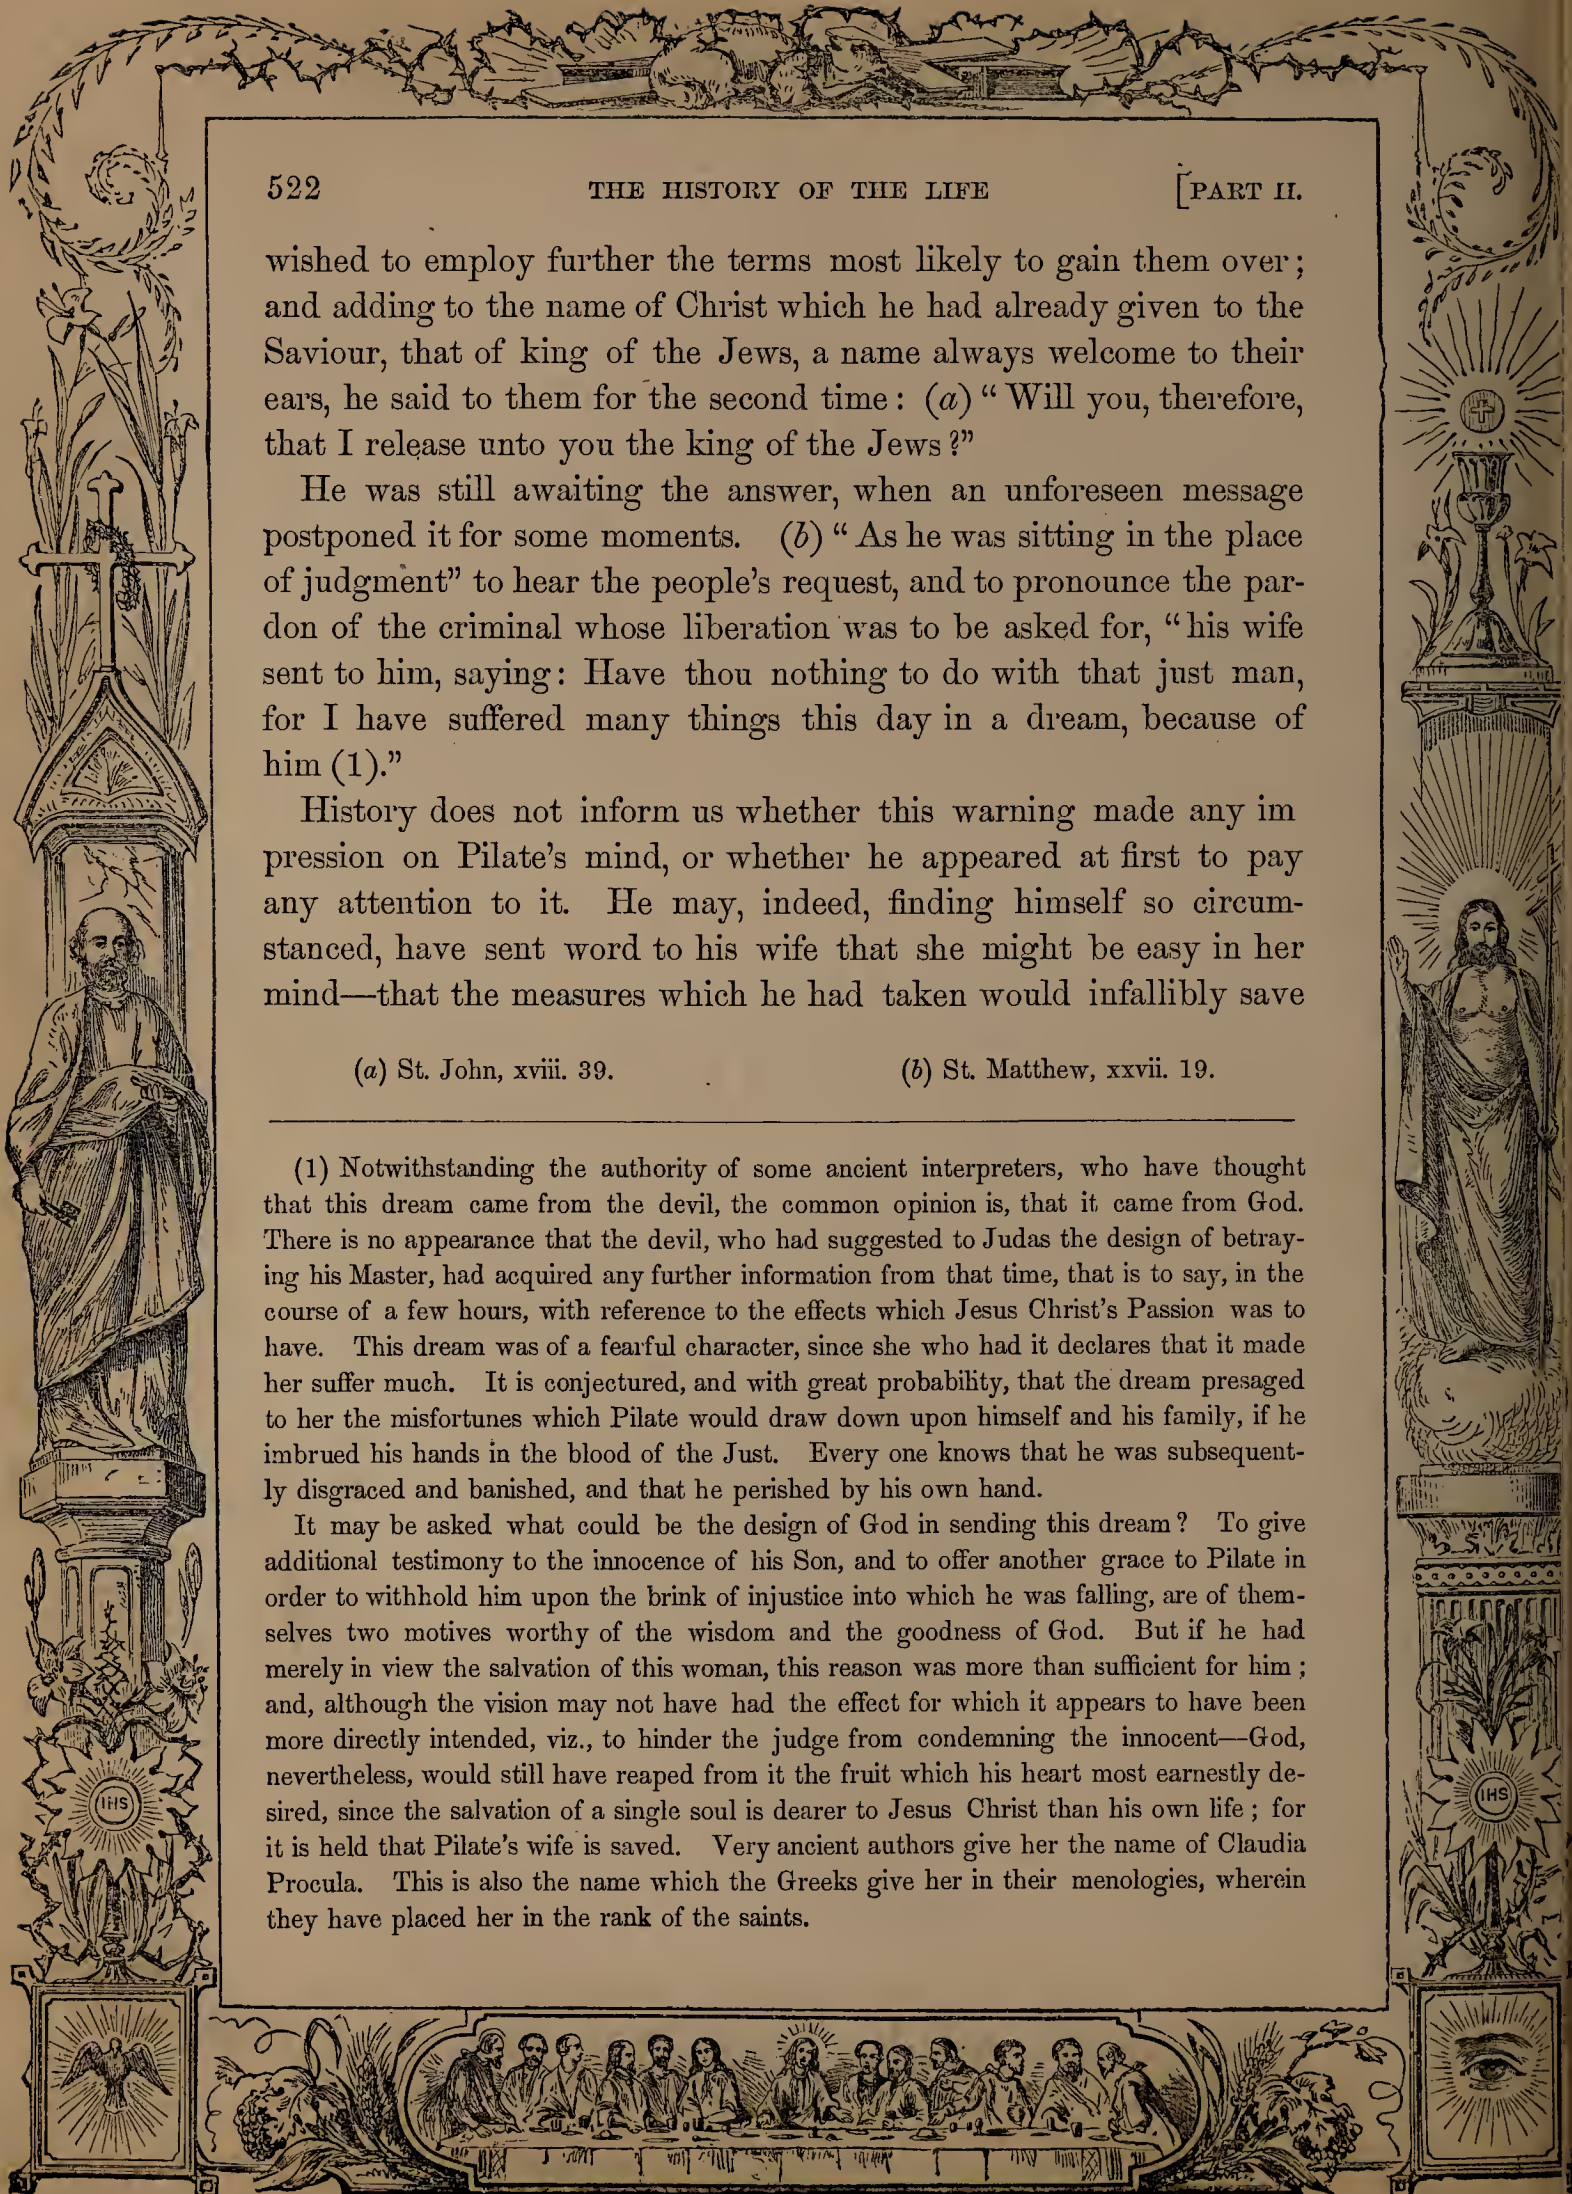 522 THE HISTORY OF THE LIFE [PART II.
wished to employ further the terms most likely to gain them over;
and adding to the name of Christ which he had already given to the
Saviour, that of king of the Jews, a name always welcome to their
ears, he said to them for the second time: (a) “Will you, therefore,
that I release unto you the king of the Jews?”
He was still awaiting the answer, when an unforeseen message
postponed it for some moments. (b) “As he was sitting in the place
of judgment” to hear the people’s request, and to pronounce the par-
don of the criminal whose liberation was to be asked for, “his wife
sent to him, saying: Have thou nothing to do with that just man,
for I have suffered many things this day in a dream, because of
him (1).”
History does not inform us whether this warning made any im
pression on Pilate’s mind, or whether he appeared at first to pay
any attention to it. He may, indeed, finding himself so circum-
stanced, have sent word to his wife that she might be easy in her
mind—that the measures which he had taken would infallibly save
(a) St. John, xviii. 39. (b) St. Matthew, xxvii. 19.
(1) Notwithstanding the authority of some ancient interpreters, who have thought
that this dream came from the devil, the common opinion is, that it came from God.
There is no appearance that the devil, who had suggested to Judas the design of betray-
ing his Master, had acquired any further information from that time, that is to say, in the
course of a few hours, with reference to the effects which Jesus Christ’s Passion was to
have. This dream was of a fearful character, since she who had it declares that it made
her suffer much. It is conjectured, and with great probability, that the dream presaged
to her the misfortunes which Pilate would draw down upon himself and his family, if he
imbrued his hands in the blood of the Just. Every one knows that he was subsequent-
ly disgraced and banished, and that he perished by his own hand.
It may be asked what could be the design of God in sending this dream? To give
additional testimony to the innocence of his Son, and to offer another grace to Pilate in
order to withhold him upon the brink of injustice into which he was falling, are of them-
selves two motives worthy of the wisdom and the goodness of God. But if he had
merely in view the salvation of this woman, this reason was more than sufficient for him;
and, although the vision may not have had the effect for which it appears to have been
more directly intended, viz., to hinder the judge from condemning the innocent—God,
nevertheless, would still have reaped from it the fruit which his heart most earnestly de-
sired, since the salvation of a single soul is dearer to Jesus Christ than his own life; for
it is held that Pilate’s wife is saved. Very ancient authors give her the name of Claudia
Procula. This is also the name which the Greeks give her in their menologies, wherein
they have placed her in the rank of the saints.
IHS
IHS